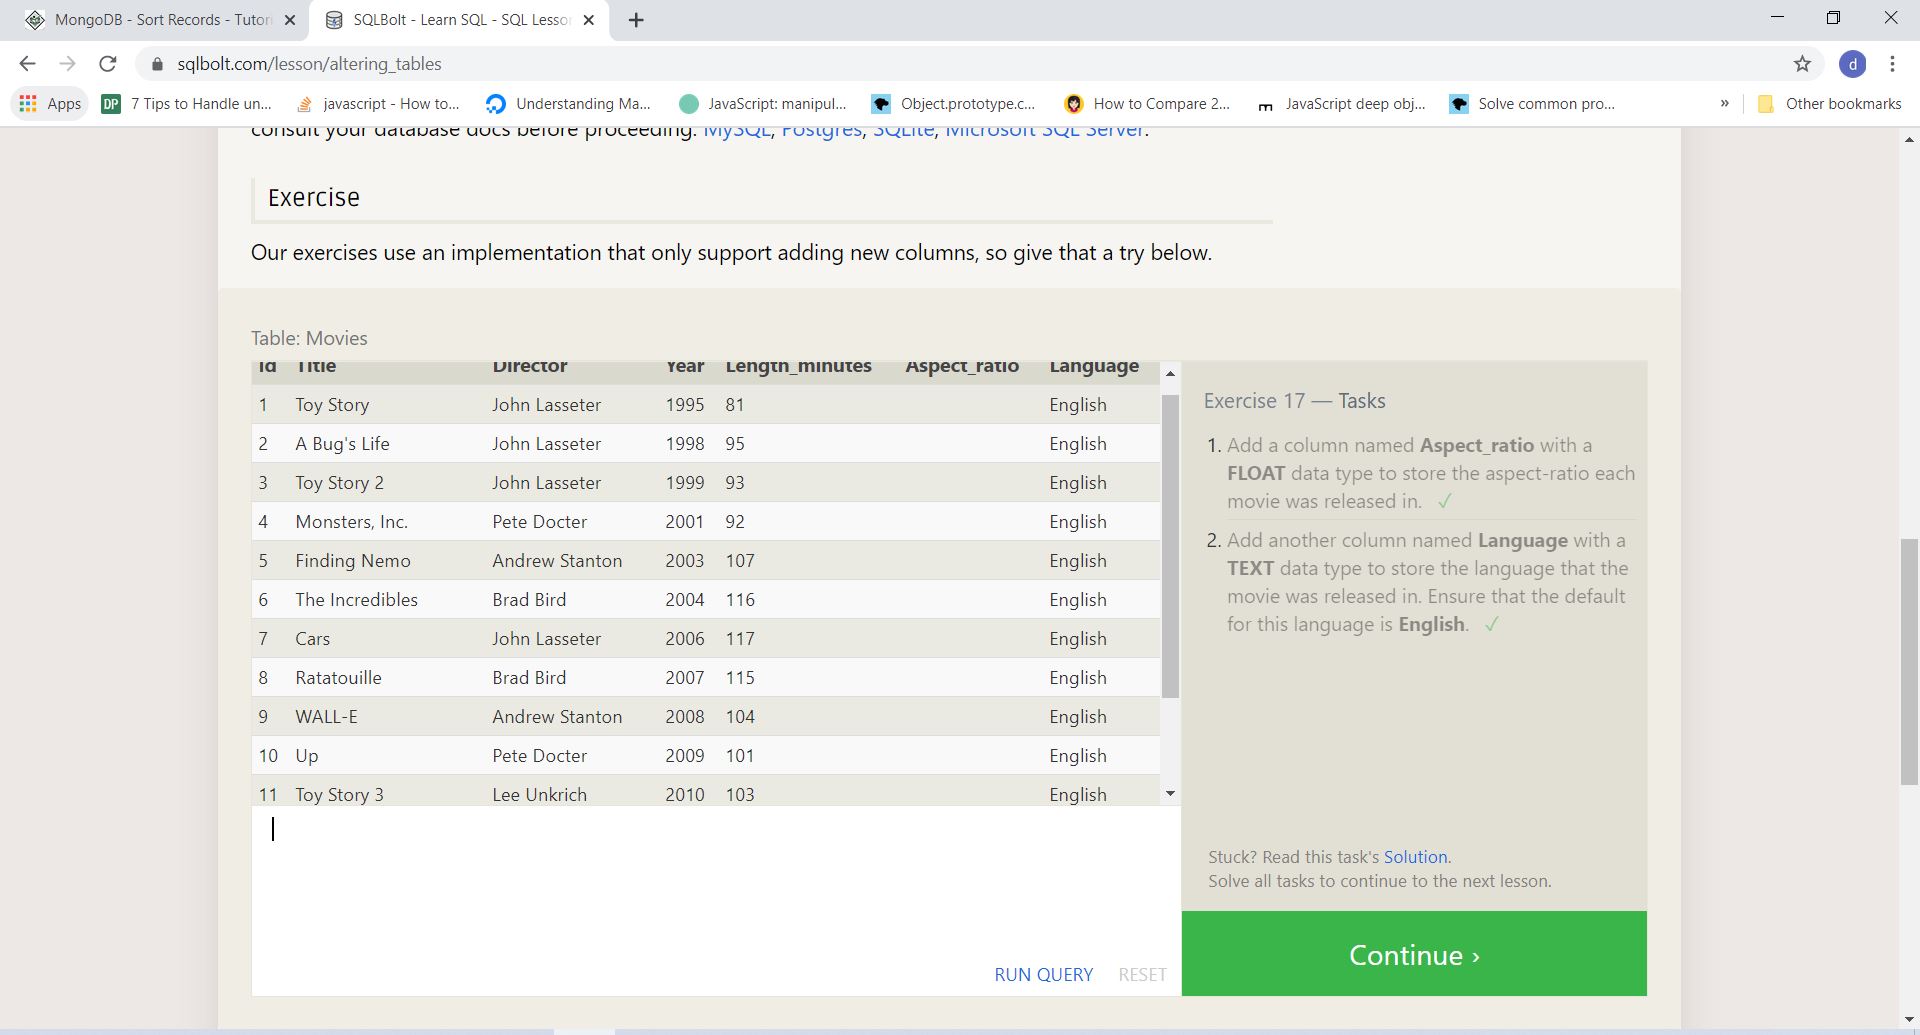 MongoDB - Sort Records - Tutori
SQLBolt - Learn SQL - SQL Lesson
sqlbolt.com/lesson/altering_tables
d
Apps
DP
7 Tips to Handle un...
javascript - How to...
Understanding Ma...
JavaScript: manipul...
Object.prototype.c...
How to Compare 2...
m
JavaScript deep obj...
Solve common pro...
»
Other bookmarks
consult your database docs before proceeding: MySQL, Postgres, SQLite, Microsoft SQL Server.
Exercise
Our exercises use an implementation that only support adding new columns, so give that a try below.
Table: Movies
Id Title Director Year Length_minutes Aspect_ratio Language
1 Toy Story John Lasseter 1995 81 English
2 A Bug's Life John Lasseter 1998 95 English
3 Toy Story 2 John Lasseter 1999 93 English
4 Monsters, Inc. Pete Docter 2001 92 English
5 Finding Nemo Andrew Stanton 2003 107 English
6 The Incredibles Brad Bird 2004 116 English
7 Cars John Lasseter 2006 117 English
8 Ratatouille Brad Bird 2007 115 English
9 WALL-E Andrew Stanton 2008 104 English
10 Up Pete Docter 2009 101 English
11 Toy Story 3 Lee Unkrich 2010 103 English
RUN QUERY RESET
Exercise 17 — Tasks
1. Add a column named Aspect_ratio with a
FLOAT data type to store the aspect-ratio each
movie was released in. ✓
2. Add another column named Language with a
TEXT data type to store the language that the
movie was released in. Ensure that the default
for this language is English. ✓
Stuck? Read this task's Solution.
Solve all tasks to continue to the next lesson.
Continue ›